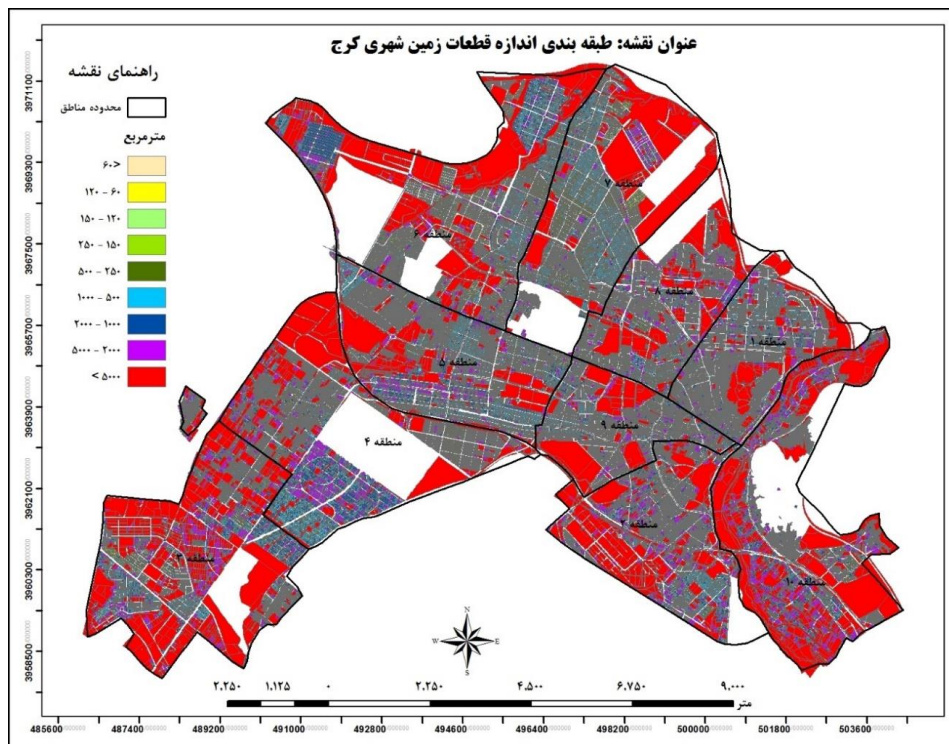 عنوان نقشه: طبقه بندی اندازه قطعات زمین شهری کرج
راهنمای نقشه
محدوده مناطق
مترمربع
۶۰>
۶۰ - ۱۲۰
۱۲۰ - ۱۵۰
۱۵۰ - ۲۵۰
۲۵۰ - ۵۰۰
۵۰۰ - ۱۰۰۰
۱۰۰۰ - ۲۰۰۰
۲۰۰۰ - ۵۰۰۰
۵۰۰۰ <
منطقه ۷
منطقه ۶
منطقه ۸
منطقه ۱
منطقه ۵
منطقه ۹
منطقه ۴
منطقه ۲
منطقه ۳
منطقه ۱۰
N
W E
S
۲،۲۵۰ ۱،۱۲۵ ۰ ۲،۲۵۰ ۴،۵۰۰ ۶،۷۵۰ ۹،۰۰۰
متر
3971100
3969300
3967500
3965700
3963900
3962100
3960300
3958500
485600 487400 489200 491000 492800 494600 496400 498200 500000 501800 503600